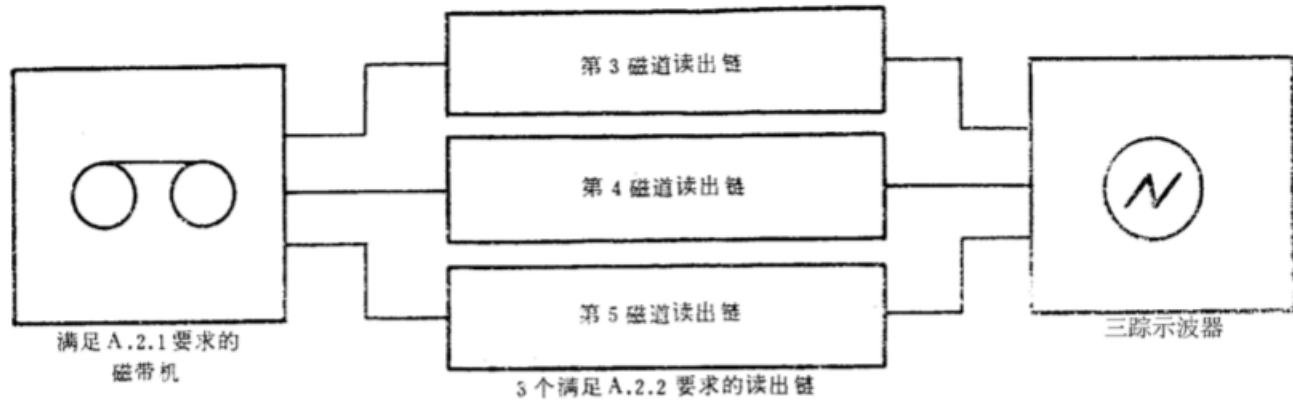 第3磁道读出链
第4磁道读出链
第5磁道读出链
满足A.2.1要求的
磁带机
三踪示波器
3个满足A.2.2要求的读出链